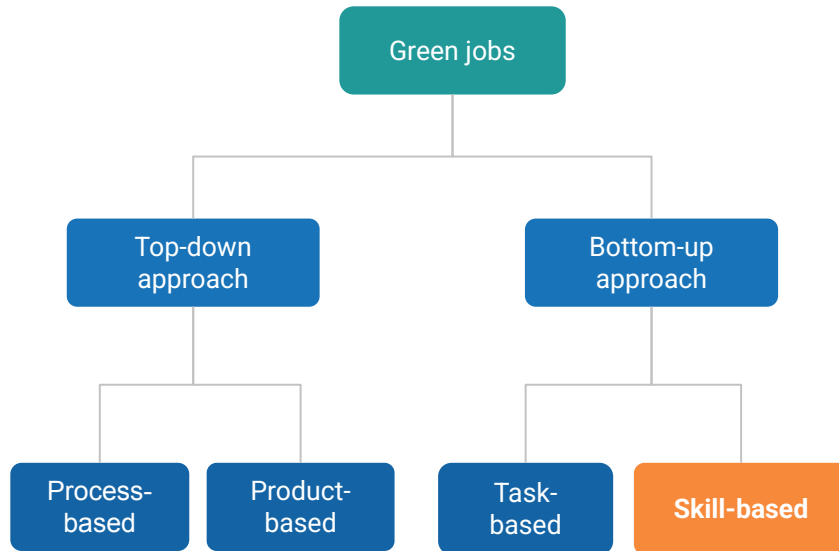 Green jobs
Top-down
approach
Bottom-up
approach
Process-
based
Product-
based
Task-
based
Skill-based